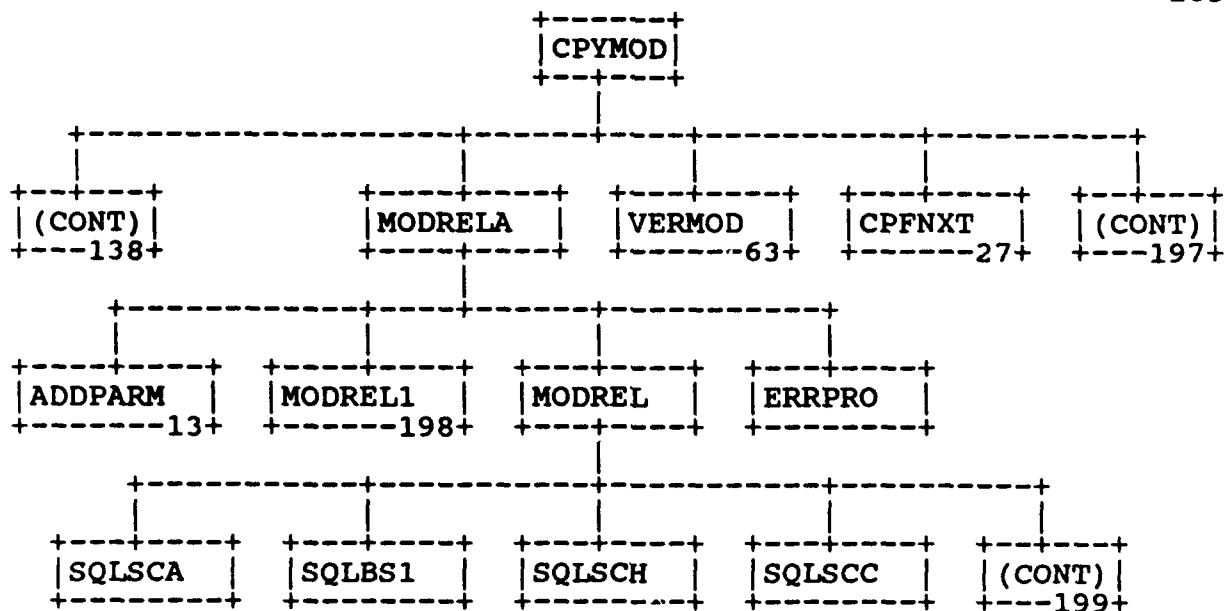 CPYMOD
(CONT) MODRELA VERMOD CPFNXT (CONT)
138 63 27 197
ADDPARM MODREL1 MODREL ERRPRO
13 198
SQLSCA SQLBS1 SQLSCH SQLSCC (CONT)
199